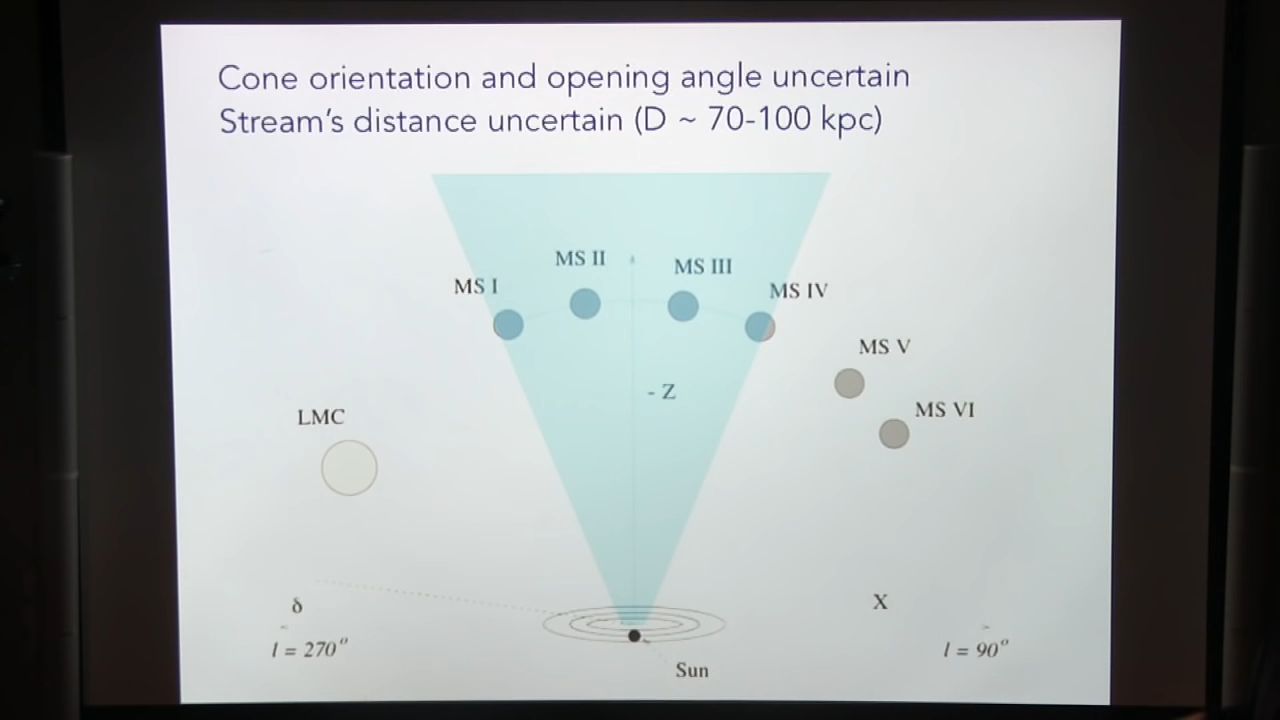 Cone orientation and opening angle uncertain
Stream's distance uncertain (D ~ 70-100 kpc)
MS II
MS III
MS I
MS IV
MS V
- Z
MS VI
LMC
δ
X
l = 270°
l = 90°
Sun